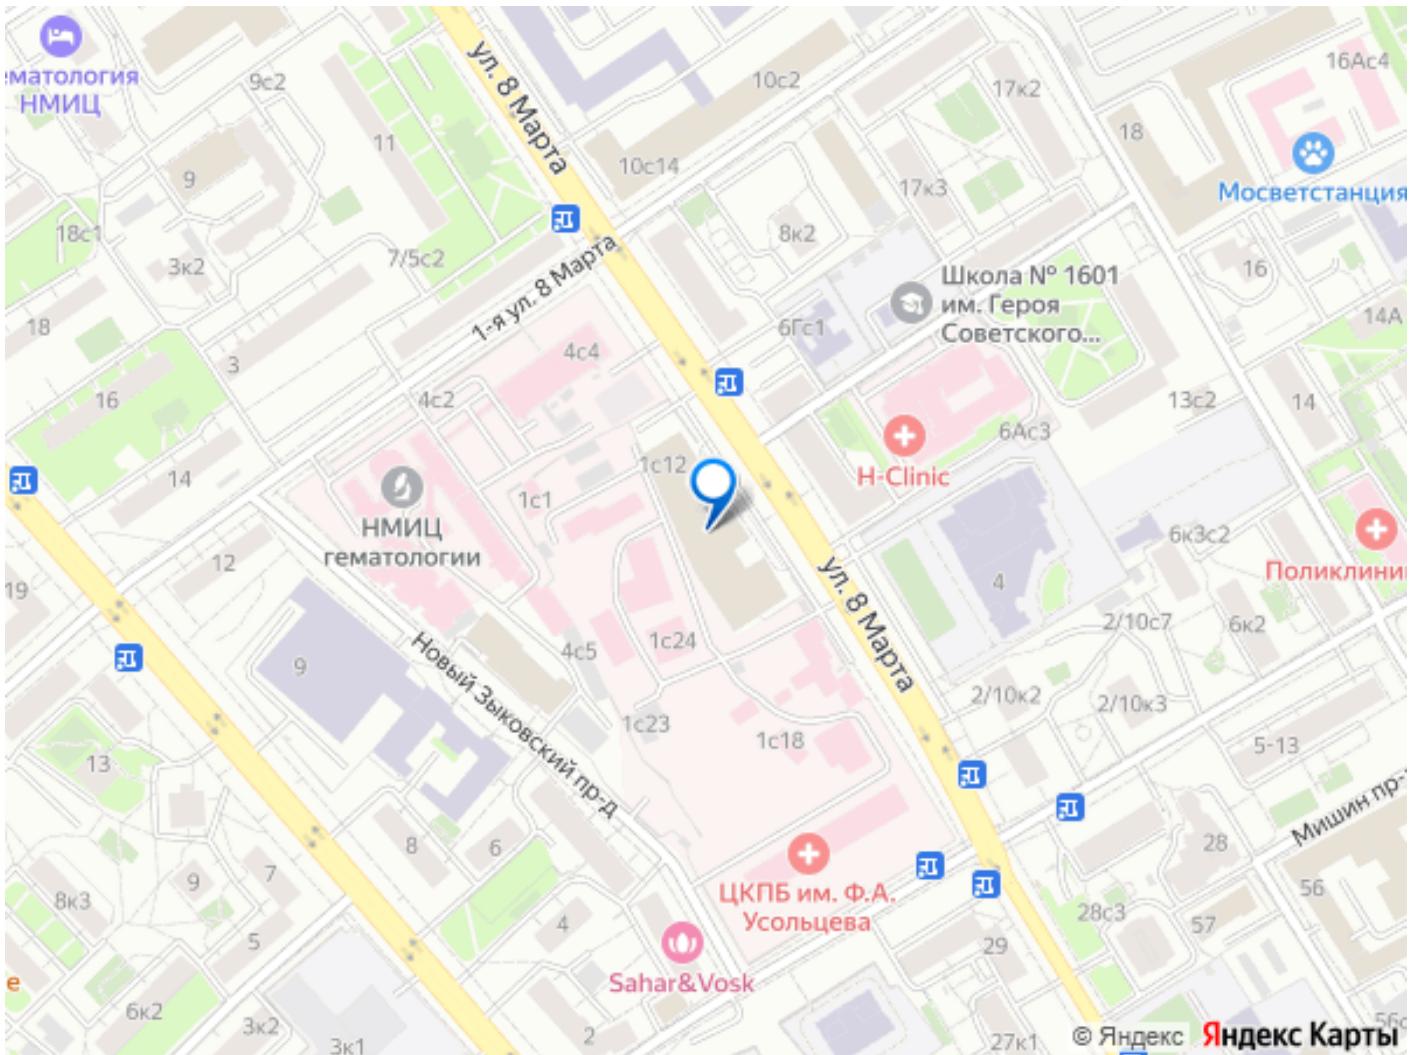 ематология
НМИЦ
9с2
ул. 8 Марта
10с2
17к2
16Ас4
11
18
10с14
9
17к3
Мосветстанция
18с1
8к2
7/5с2
3к2
1-я ул. 8 Марта
16
Школа № 1601
им. Героя
Советского...
18
6Гс1
14А
3
4с4
16
4с2
13с2
14
6Ас3
H-Clinic
14
1с12
1с1
НМИЦ
гематологии
6к3с2
12
Поликлини
19
ул. 8 Марта
4
2/10с7
6к2
4с5
1с24
Новый Зыковский пр-д
9
2/10к2
2/10к3
1с23
1с18
5-13
13
Мишин пр-
8
6
28
7
9
ЦКПБ им. Ф.А.
Усольцева
56
8к3
28с3
57
4
5
29
е
Sahar&Vosk
6к2
3к2
2
3к1
27к1
56с
© Яндекс Яндекс Карты